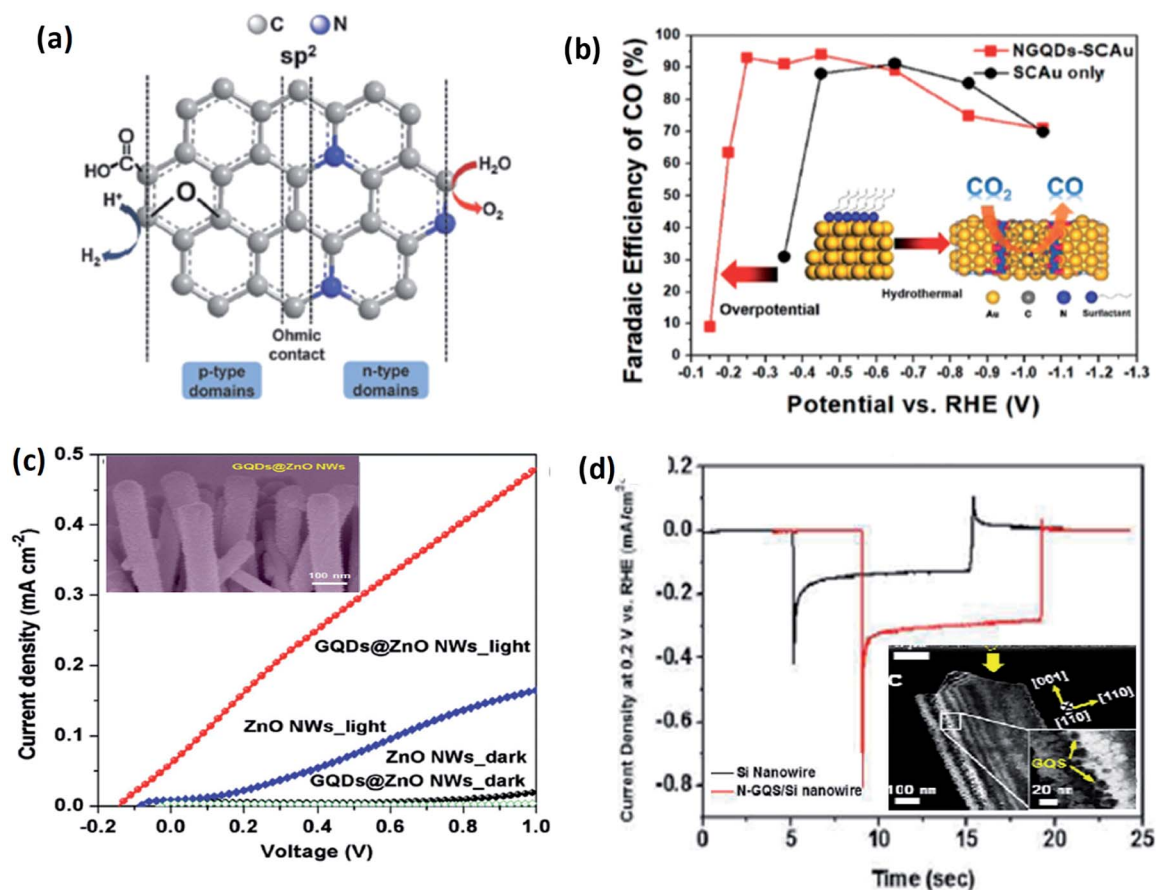 (a)
C N
sp²
HO C O
O
H⁺
H₂
H₂O
O₂
Ohmic
contact
p-type
domains
n-type
domains
(b)
Faradaic Efficiency of CO (%)
100
90
80
70
60
50
40
30
20
10
0
NGQDs-SCAu
SCAu only
CO₂ CO
Hydrothermal
Overpotential
Au C N Surfactant
-0.1 -0.2 -0.3 -0.4 -0.5 -0.6 -0.7 -0.8 -0.9 -1.0 -1.1 -1.2 -1.3
Potential vs. RHE (V)
(c)
Current density (mA cm⁻²)
0.5
0.4
0.3
0.2
0.1
0.0
GQDs@ZnO NWs
100 nm
GQDs@ZnO NWs_light
ZnO NWs_light
ZnO NWs_dark
GQDs@ZnO NWs_dark
-0.2 0.0 0.2 0.4 0.6 0.8 1.0
Voltage (V)
(d)
Current Density at 0.2 V vs. RHE (mA/cm²
0.2
0.0
-0.2
-0.4
-0.6
-0.8
Si Nanowire
N-GQS/Si nanowire
C
[001]
[110]
[1̄10]
GQS
100 nm
20 nm
0 5 10 15 20 25
Time (sec)